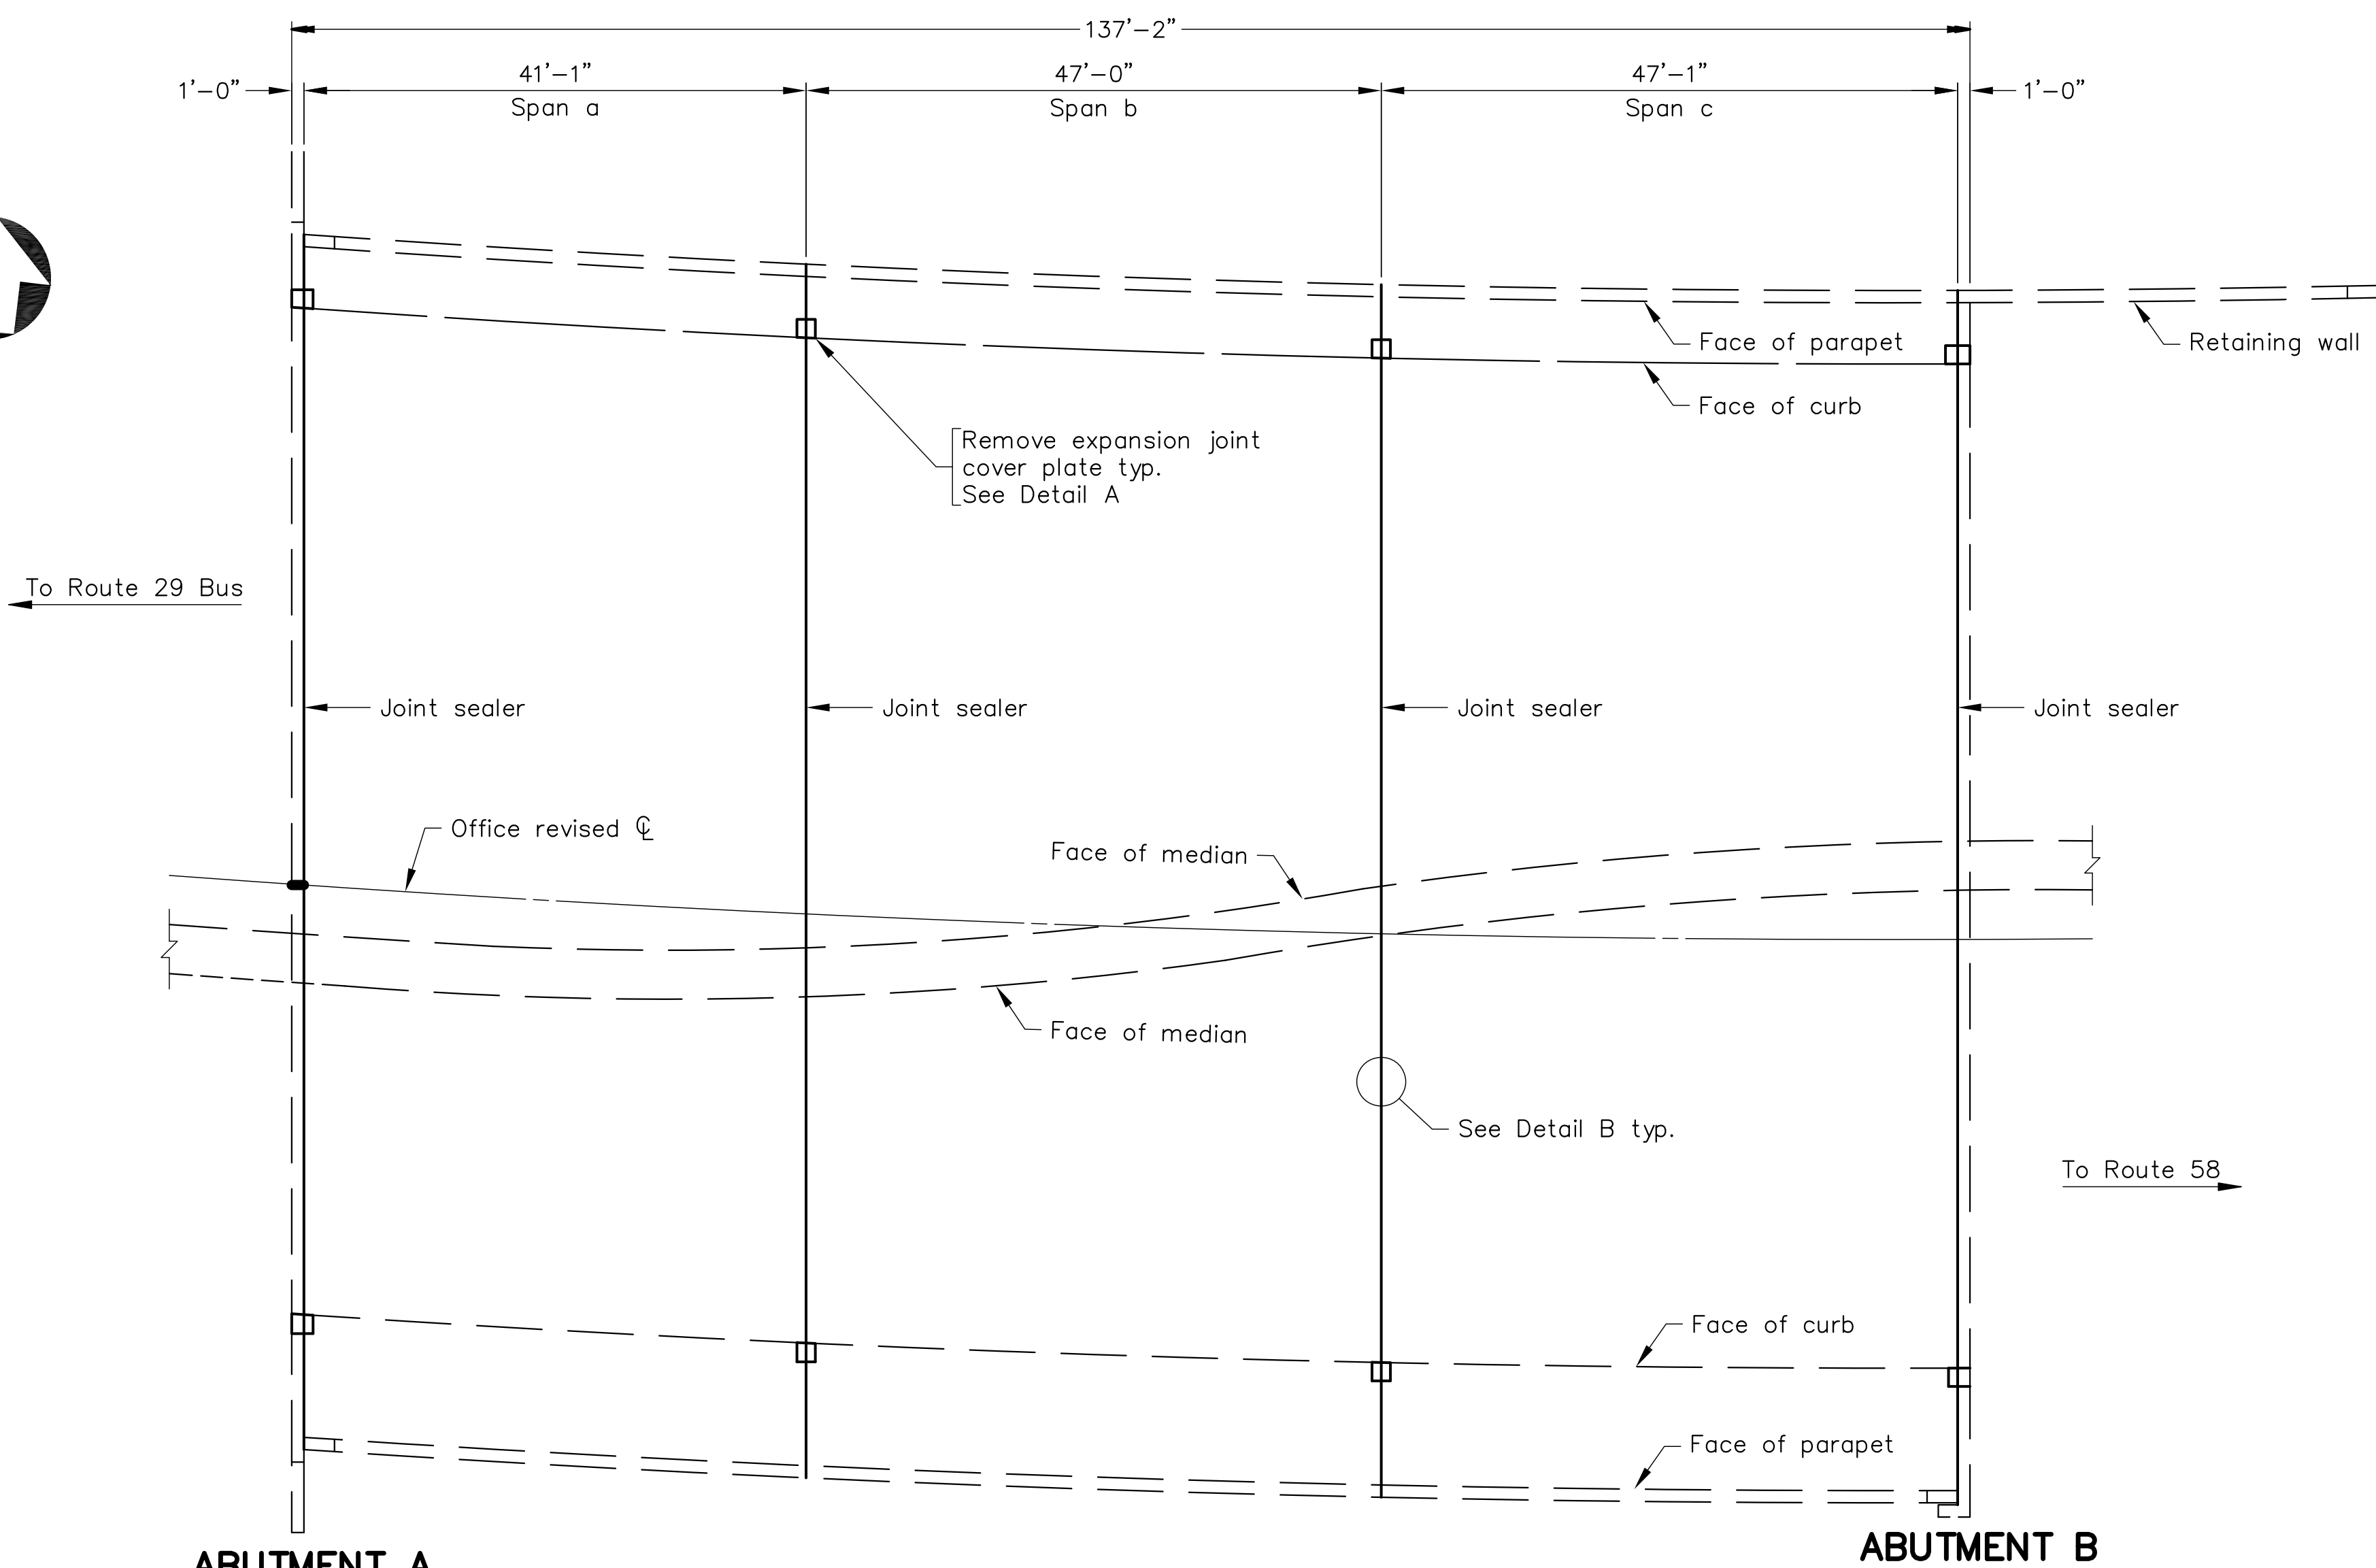 137'-2"
41'-1"
47'-0"
47'-1"
1'-0"
1'-0"
Span a
Span b
Span c
Face of parapet
Retaining wall
Face of curb
Remove expansion joint
cover plate typ.
See Detail A
To Route 29 Bus
Joint sealer
Joint sealer
Joint sealer
Joint sealer
Office revised ℄
Face of median
Face of median
See Detail B typ.
To Route 58
Face of curb
Face of parapet
ABUTMENT B
ABUTMENT A